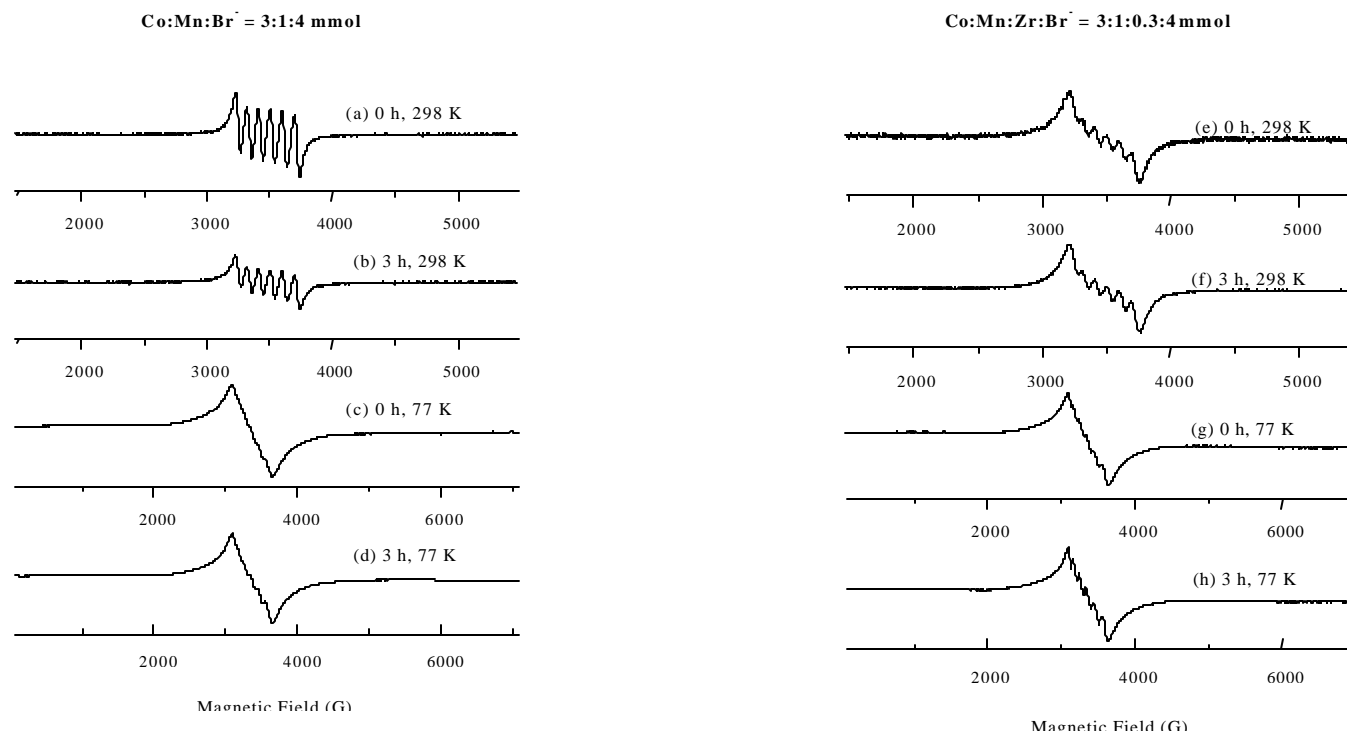 Co:Mn:Br⁻ = 3:1:4 mmol
(a) 0 h, 298 K
2000 3000 4000 5000
(b) 3 h, 298 K
2000 3000 4000 5000
(c) 0 h, 77 K
2000 4000 6000
(d) 3 h, 77 K
2000 4000 6000
Magnetic Field (G)
Co:Mn:Zr:Br⁻ = 3:1:0.3:4 mmol
(e) 0 h, 298 K
2000 3000 4000 5000
(f) 3 h, 298 K
2000 3000 4000 5000
(g) 0 h, 77 K
2000 4000 6000
(h) 3 h, 77 K
2000 4000 6000
Magnetic Field (G)